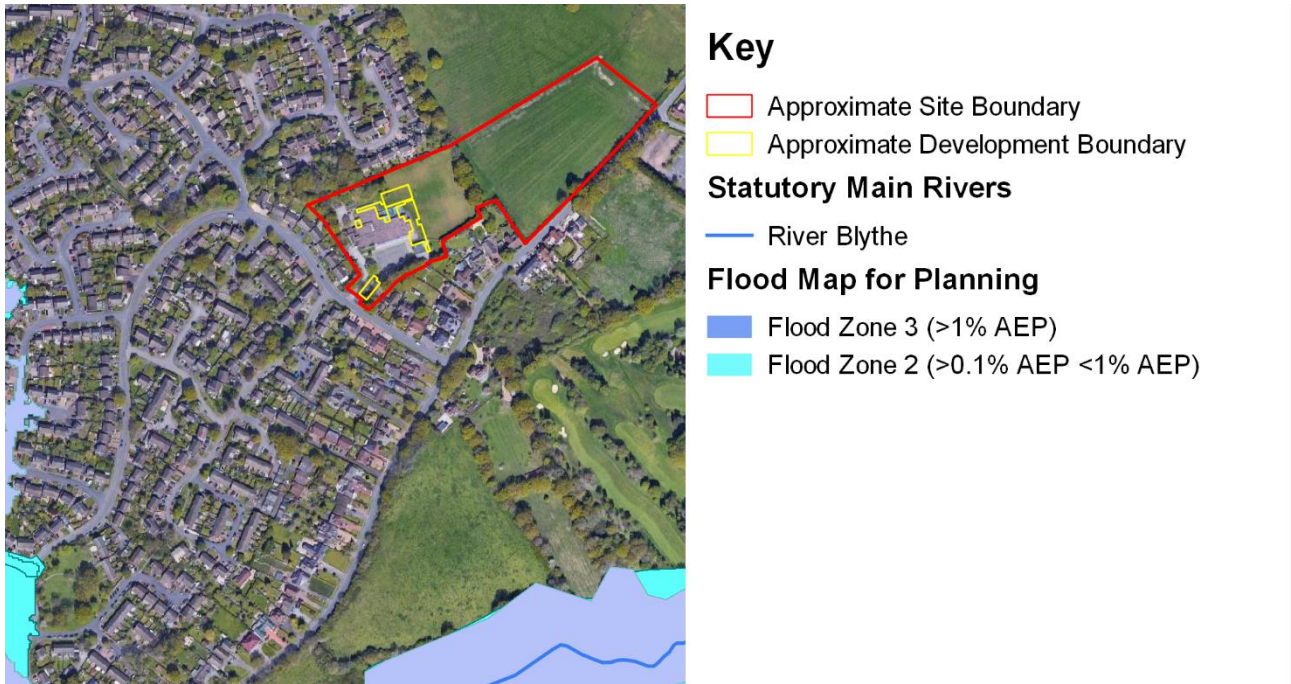 Key
Approximate Site Boundary
Approximate Development Boundary
Statutory Main Rivers
River Blythe
Flood Map for Planning
Flood Zone 3 (>1% AEP)
Flood Zone 2 (>0.1% AEP <1% AEP)